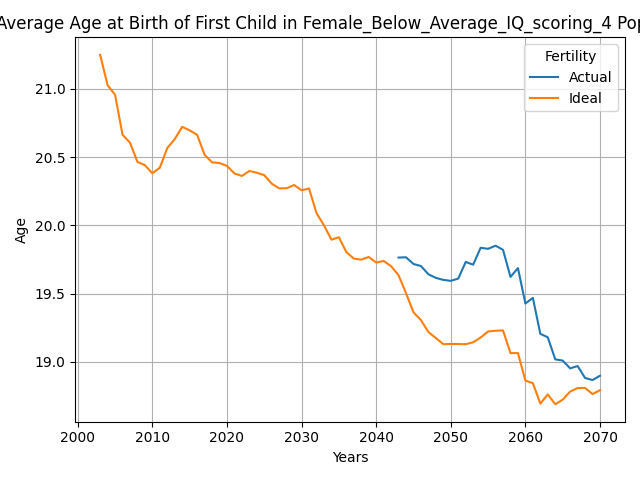 Average Age at Birth of First Child in Female_Below_Average_IQ_scoring_4 Pop
Fertility
Actual
Ideal
21.0
20.5
20.0
19.5
19.0
Age
2000 2010 2020 2030 2040 2050 2060 2070
Years